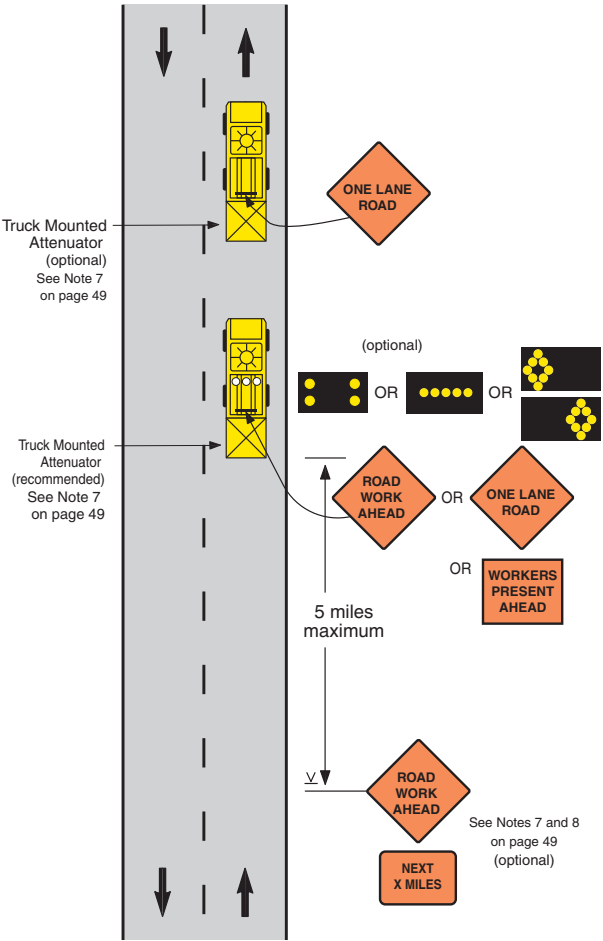 ONE LANE
ROAD
Truck Mounted
Attenuator
(optional)
See Note 7
on page 49
(optional)
OR
OR
Truck Mounted
Attenuator
(recommended)
See Note 7
on page 49
ROAD
WORK
AHEAD
OR
ONE LANE
ROAD
OR
WORKERS
PRESENT
AHEAD
5 miles
maximum
V
ROAD
WORK
AHEAD
See Notes 7 and 8
on page 49
(optional)
NEXT
X MILES